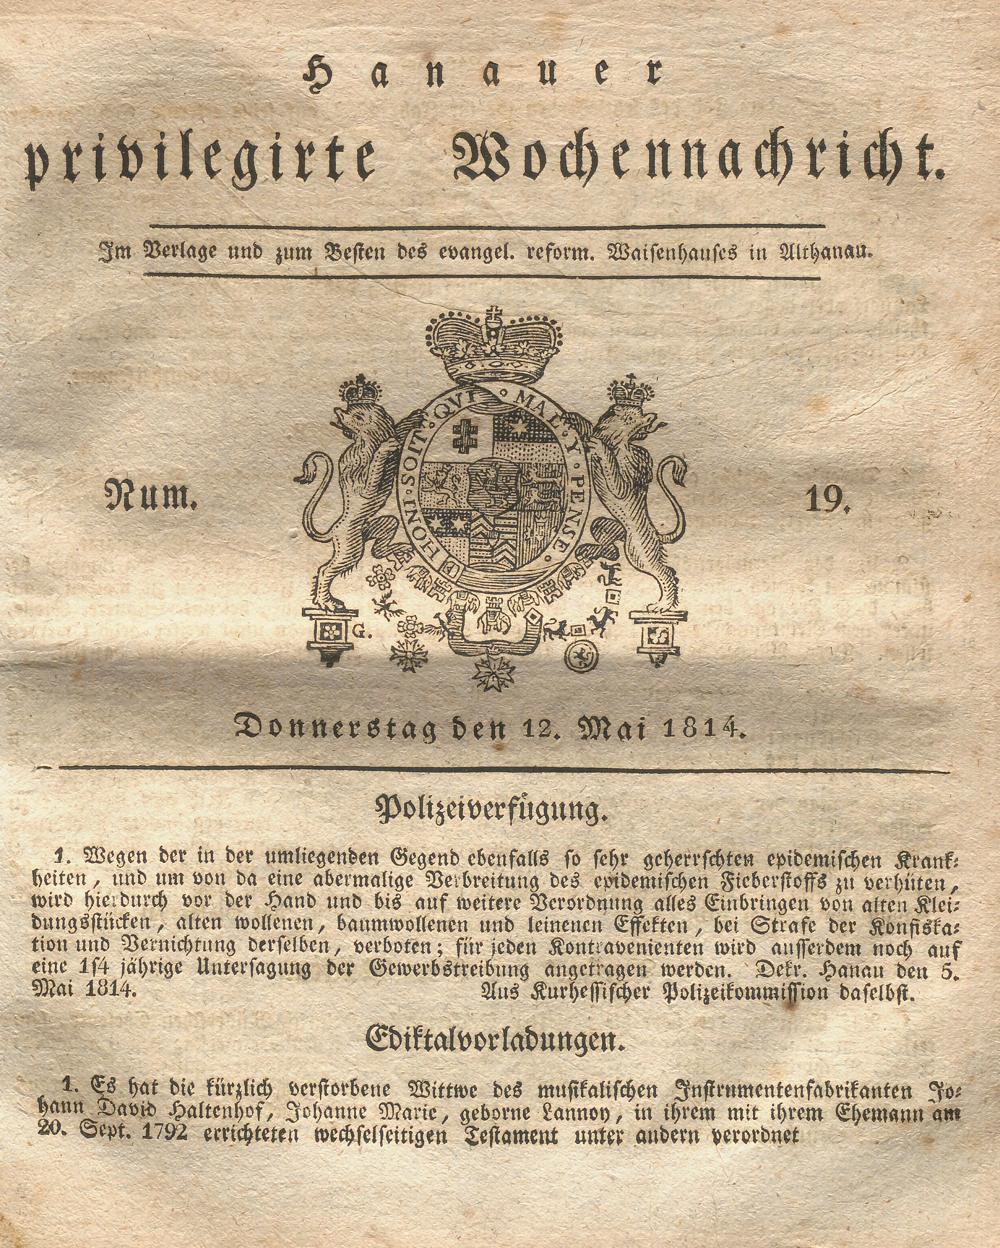 Hanauer
privilegirte Wochennachricht.
Im Verlage und zum Besten des evangel. reform. Waisenhauses in Althanau.
HONI·SOIT·QVI·MAL·Y·PENSE·
Num. 19.
G.
Donnerstag den 12. Mai 1814.
Polizeiverfügung.
1. Wegen der in der umliegenden Gegend ebenfalls so sehr geherrschten epidemischen Krank-
heiten, und um von da eine abermalige Verbreitung des epidemischen Fieberstoffs zu verhüten,
wird hierdurch vor der Hand und bis auf weitere Verordnung alles Einbringen von alten Klei-
dungsstücken, alten wollenen, baumwollenen und leinenen Effekten, bei Strafe der Konfiska-
tion und Vernichtung derselben, verboten; für jeden Kontravenienten wird ausserdem noch auf
eine 1s4 jährige Untersagung der Gewerbstreibung angetragen werden. Dekr. Hanau den 5.
Mai 1814. Aus Kurhessischer Polizeikommission daselbst.
Ediktalvorladungen.
1. Es hat die kürzlich verstorbene Wittwe des musikalischen Instrnmentenfabrikanten Jo-
hann David Haltenhof, Johanne Marie, geborne Lannoy, in ihrem mit ihrem Ehemann am
20. Sept. 1792 errichteten wechselseitigen Testament unter andern verordnet